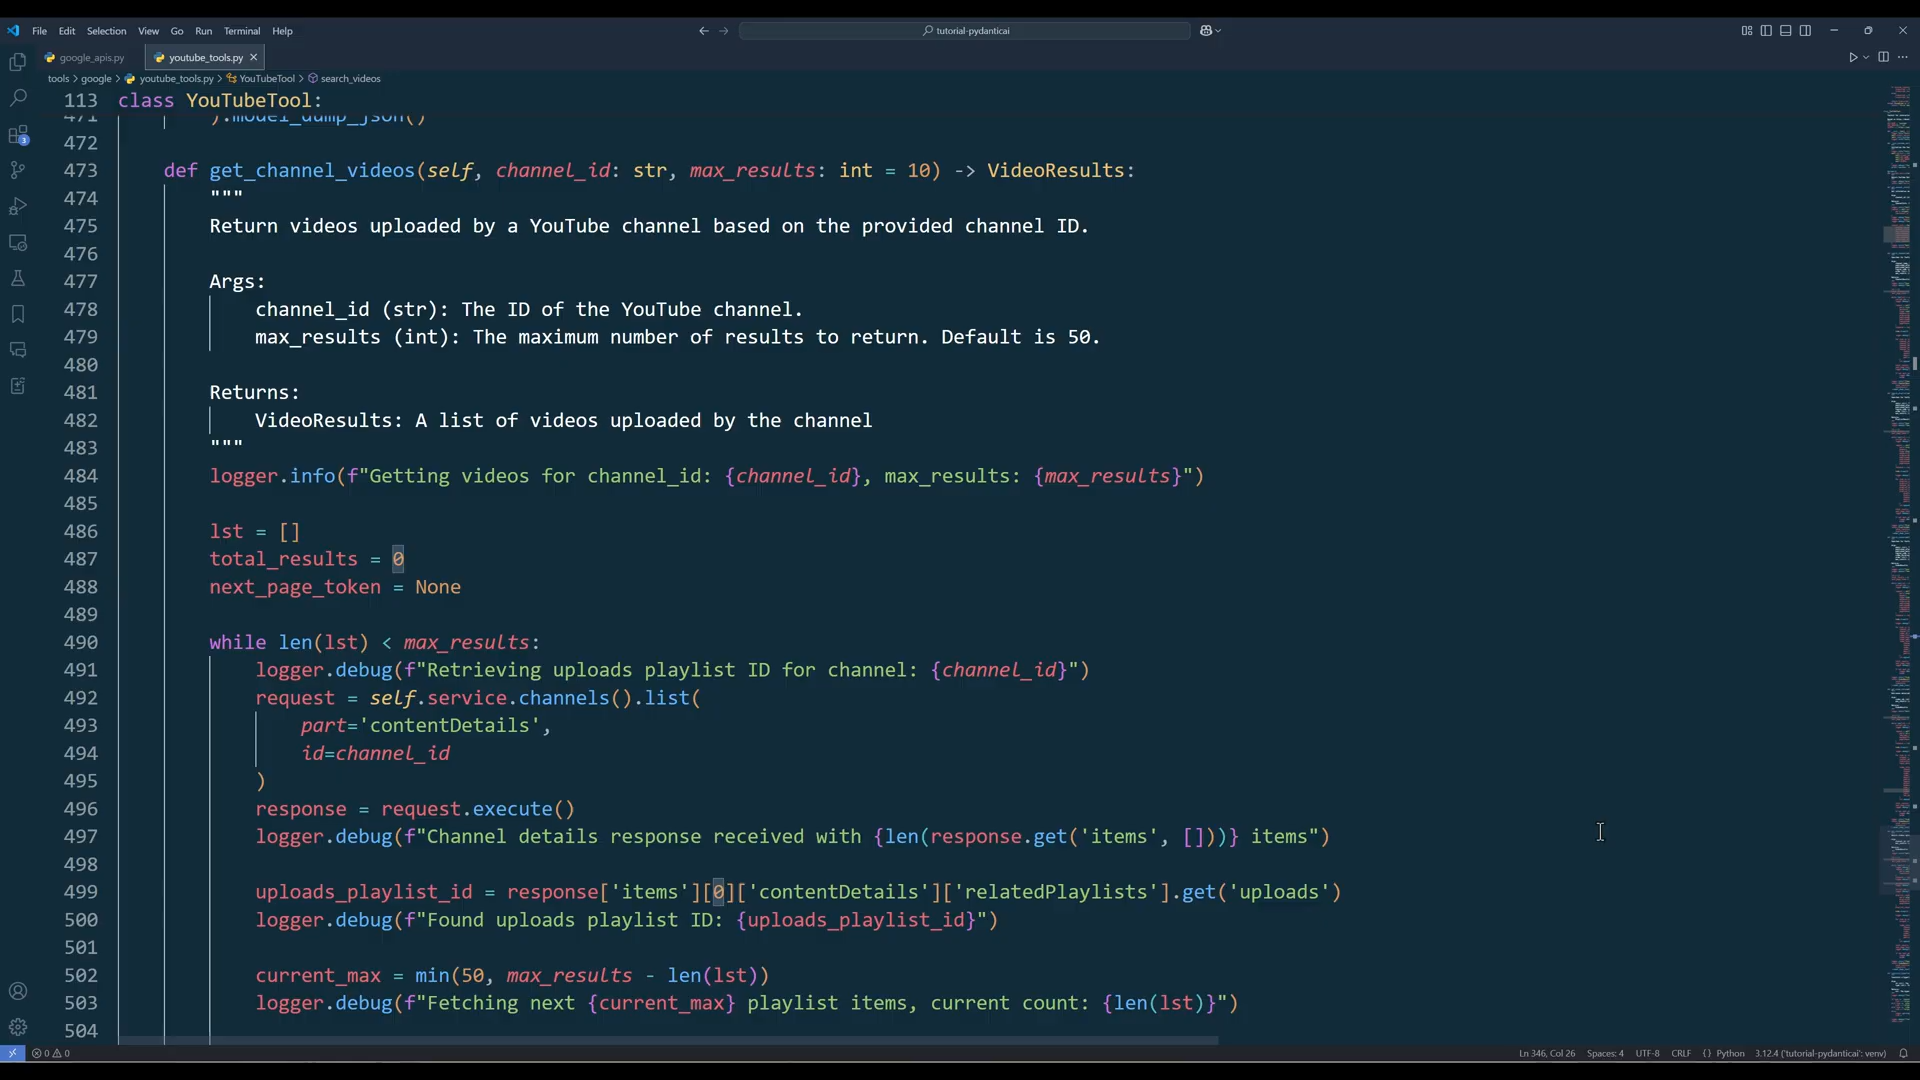 File Edit Selection View Go Run Terminal Help
tutorial-pydanticai
google_apis.py
youtube_tools.py
tools > google > youtube_tools.py > YouTubeTool > search_videos
113 class YouTubeTool:
471 ).model_dump_json()
472
473 def get_channel_videos(self, channel_id: str, max_results: int = 10) -> VideoResults:
474 """
475 Return videos uploaded by a YouTube channel based on the provided channel ID.
476
477 Args:
478 channel_id (str): The ID of the YouTube channel.
479 max_results (int): The maximum number of results to return. Default is 50.
480
481 Returns:
482 VideoResults: A list of videos uploaded by the channel
483 """
484 logger.info(f"Getting videos for channel_id: {channel_id}, max_results: {max_results}")
485
486 lst = []
487 total_results = 0
488 next_page_token = None
489
490 while len(lst) < max_results:
491 logger.debug(f"Retrieving uploads playlist ID for channel: {channel_id}")
492 request = self.service.channels().list(
493 part='contentDetails',
494 id=channel_id
495 )
496 response = request.execute()
497 logger.debug(f"Channel details response received with {len(response.get('items', []))} items")
498
499 uploads_playlist_id = response['items'][0]['contentDetails']['relatedPlaylists'].get('uploads')
500 logger.debug(f"Found uploads playlist ID: {uploads_playlist_id}")
501
502 current_max = min(50, max_results - len(lst))
503 logger.debug(f"Fetching next {current_max} playlist items, current count: {len(lst)}")
504
3
0 0
Ln 346, Col 26 Spaces: 4 UTF-8 CRLF {} Python 3.12.4 ('tutorial-pydanticai': venv)